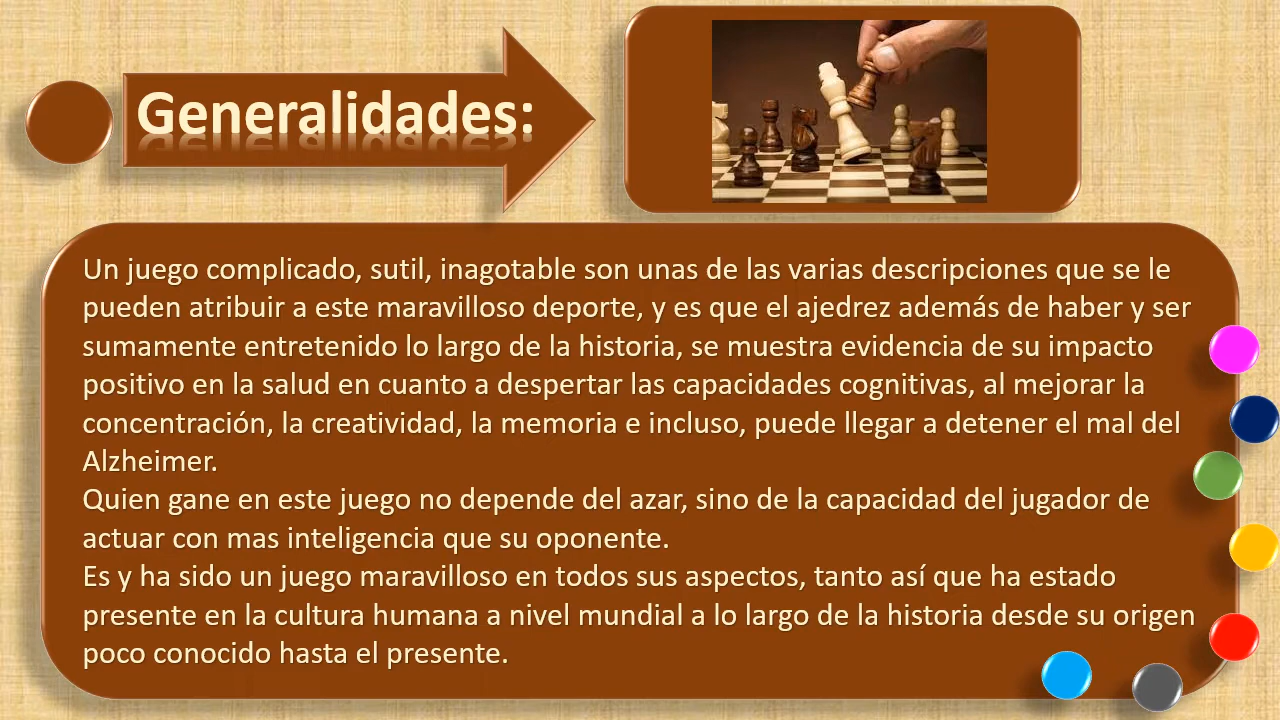 Generalidades:
Un juego complicado, sutil, inagotable son unas de las varias descripciones que se le
pueden atribuir a este maravilloso deporte, y es que el ajedrez además de haber y ser
sumamente entretenido lo largo de la historia, se muestra evidencia de su impacto
positivo en la salud en cuanto a despertar las capacidades cognitivas, al mejorar la
concentración, la creatividad, la memoria e incluso, puede llegar a detener el mal del
Alzheimer.
Quien gane en este juego no depende del azar, sino de la capacidad del jugador de
actuar con mas inteligencia que su oponente.
Es y ha sido un juego maravilloso en todos sus aspectos, tanto así que ha estado
presente en la cultura humana a nivel mundial a lo largo de la historia desde su origen
poco conocido hasta el presente.